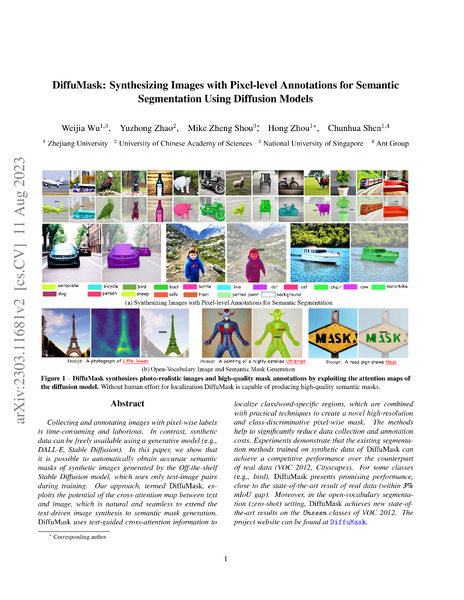 arXiv:2303.11681v2 [cs.CV] 11 Aug 2023
DiffuMask: Synthesizing Images with Pixel-level Annotations for Semantic
Segmentation Using Diffusion Models
Weijia Wu1,3, Yuzhong Zhao2, Mike Zheng Shou3*, Hong Zhou1*, Chunhua Shen1,4
1 Zhejiang University 2 University of Chinese Academy of Sciences 3 National University of Singapore 4 Ant Group
aeroplane bicycle bird boat bottle bus car cat chair cow motorbike
dog person sheep sofa train potted plant background
(a) Synthesizing Images with Pixel-level Annotations for Semantic Segmentation
MASK. MASK.
Prompt: A photograph of Eiffel Tower Prompt: A painting of a highly detailed Ultraman Prompt: A road sign shows Mask
(b) Open-Vocabulary Image and Semantic Mask Generation
Figure 1 – DiffuMask synthesizes photo-realistic images and high-quality mask annotations by exploiting the attention maps of
the diffusion model. Without human effort for localization DiffuMask is capable of producing high-quality semantic masks.
Abstract
Collecting and annotating images with pixel-wise labels
is time-consuming and laborious. In contrast, synthetic
data can be freely available using a generative model (e.g.,
DALL-E, Stable Diffusion). In this paper, we show that
it is possible to automatically obtain accurate semantic
masks of synthetic images generated by the Off-the-shelf
Stable Diffusion model, which uses only text-image pairs
during training. Our approach, termed DiffuMask, ex-
ploits the potential of the cross-attention map between text
and image, which is natural and seamless to extend the
text-driven image synthesis to semantic mask generation.
DiffuMask uses text-guided cross-attention information to
* Corresponding author
localize class/word-specific regions, which are combined
with practical techniques to create a novel high-resolution
and class-discriminative pixel-wise mask. The methods
help to significantly reduce data collection and annotation
costs. Experiments demonstrate that the existing segmenta-
tion methods trained on synthetic data of DiffuMask can
achieve a competitive performance over the counterpart
of real data (VOC 2012, Cityscapes). For some classes
(e.g., bird), DiffuMask presents promising performance,
close to the state-of-the-art result of real data (within 3%
mIoU gap). Moreover, in the open-vocabulary segmenta-
tion (zero-shot) setting, DiffuMask achieves new state-of-
the-art results on the Unseen classes of VOC 2012. The
project website can be found at DiffuMask.
1